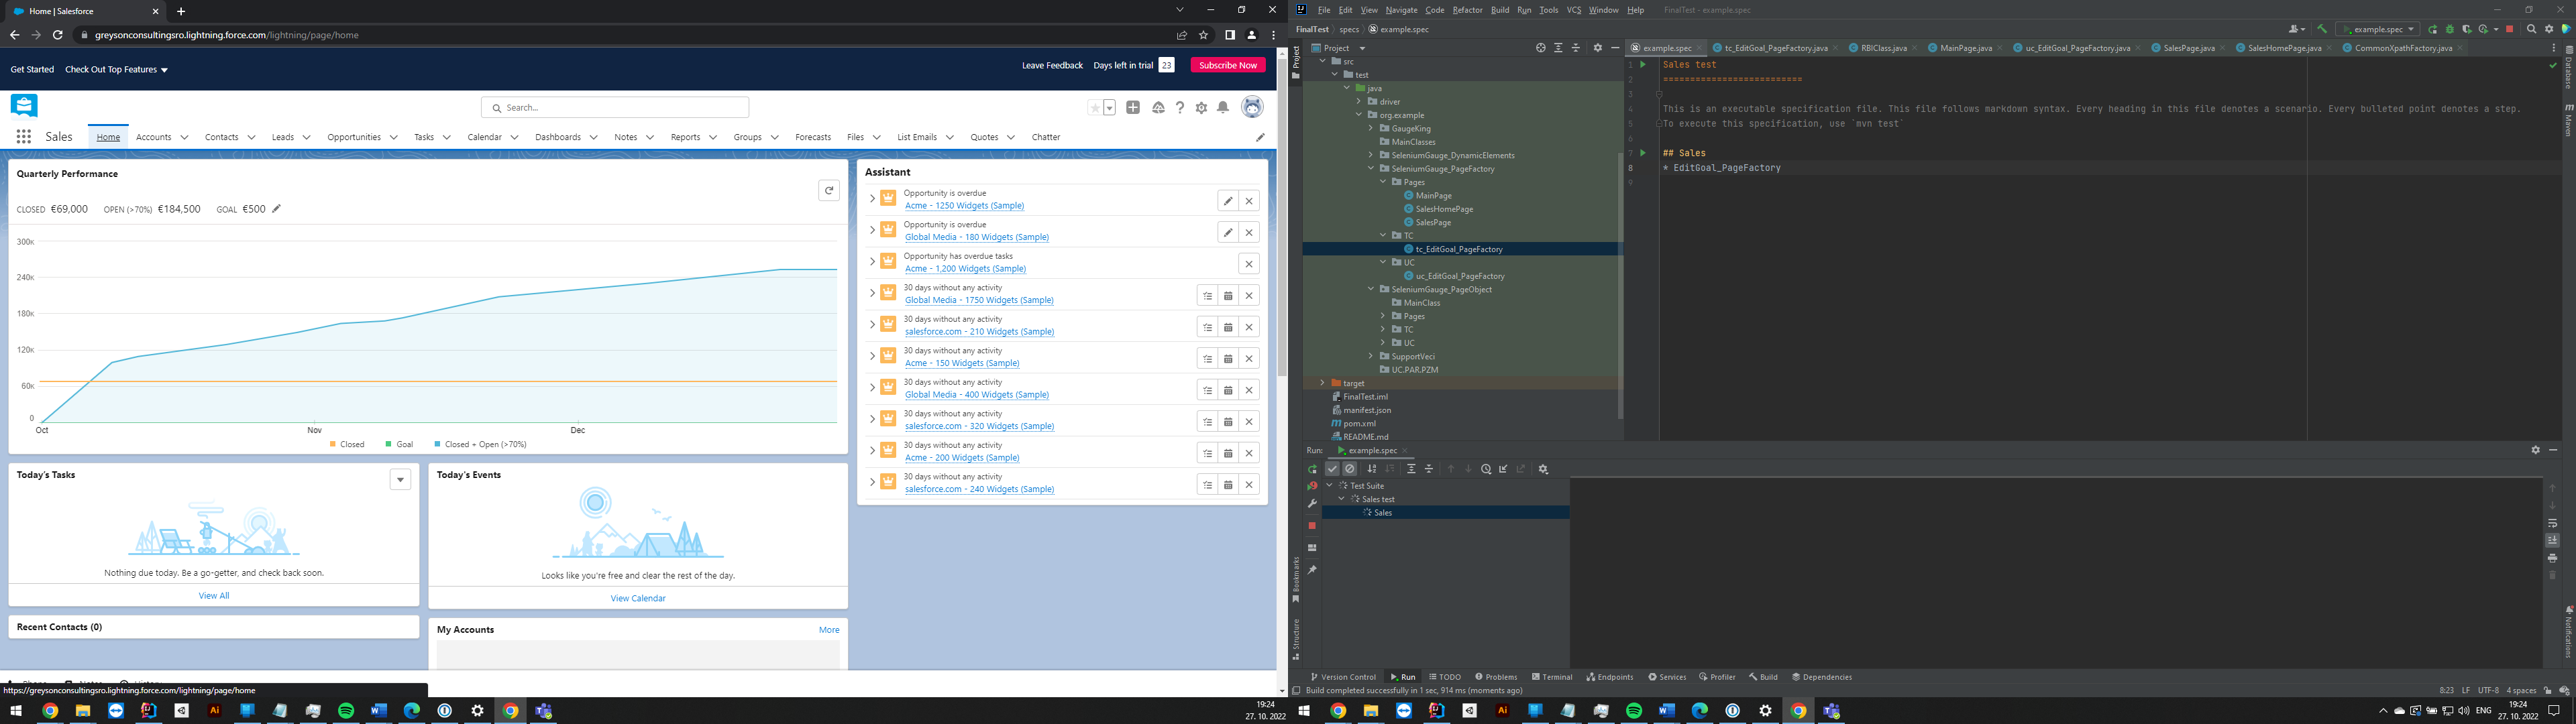 Home | Salesforce
greysonconsultingsro.lightning.force.com/lightning/page/home
Get Started Check Out Top Features
Leave Feedback Days left in trial 23 Subscribe Now
Search...
Sales Home Accounts Contacts Leads Opportunities Tasks Calendar Dashboards Notes Reports Groups Forecasts Files List Emails Quotes Chatter
Quarterly Performance
CLOSED €69,000 OPEN (>70%) €184,500 GOAL €500
300K
240K
180K
120K
60K
0
Oct Nov Dec
Closed Goal Closed + Open (>70%)
Today's Tasks
Nothing due today. Be a go-getter, and check back soon.
View All
Recent Contacts (0)
Today's Events
Looks like you're free and clear the rest of the day.
View Calendar
My Accounts More
Assistant
Opportunity is overdue
Acme - 1250 Widgets (Sample)
Opportunity is overdue
Global Media - 180 Widgets (Sample)
Opportunity has overdue tasks
Acme - 1,200 Widgets (Sample)
30 days without any activity
Global Media - 1750 Widgets (Sample)
30 days without any activity
salesforce.com - 210 Widgets (Sample)
30 days without any activity
Acme - 150 Widgets (Sample)
30 days without any activity
Global Media - 400 Widgets (Sample)
30 days without any activity
salesforce.com - 320 Widgets (Sample)
30 days without any activity
Acme - 200 Widgets (Sample)
30 days without any activity
salesforce.com - 240 Widgets (Sample)
https://greysonconsultingsro.lightning.force.com/lightning/page/home
19:24
27. 10. 2022
File Edit View Navigate Code Refactor Build Run Tools VCS Window Help FinalTest - example.spec
FinalTest specs example.spec
example.spec
Project
example.spec tc_EditGoal_PageFactory.java RBIClass.java MainPage.java uc_EditGoal_PageFactory.java SalesPage.java SalesHomePage.java CommonXpathFactory.java
Project
src
test
java
driver
org.example
GaugeKing
MainClasses
SeleniumGauge_DynamicElements
SeleniumGauge_PageFactory
Pages
MainPage
SalesHomePage
SalesPage
TC
tc_EditGoal_PageFactory
UC
uc_EditGoal_PageFactory
SeleniumGauge_PageObject
MainClass
Pages
TC
UC
SupportVeci
UC.PAR.PZM
target
FinalTest.iml
manifest.json
pom.xml
README.md
1 Sales test
2 ==========================
3
4 This is an executable specification file. This file follows markdown syntax. Every heading in this file denotes a scenario. Every bulleted point denotes a step.
5 To execute this specification, use `mvn test`
6
7 ## Sales
8 * EditGoal_PageFactory
9
Database
Maven
Notifications
Run: example.spec
Test Suite
Sales test
Sales
Bookmarks
Structure
Version Control Run TODO Problems Terminal Endpoints Services Profiler Build Dependencies
Build completed successfully in 1 sec, 914 ms (moments ago)
8:23 LF UTF-8 4 spaces
ENG
19:24
27. 10. 2022